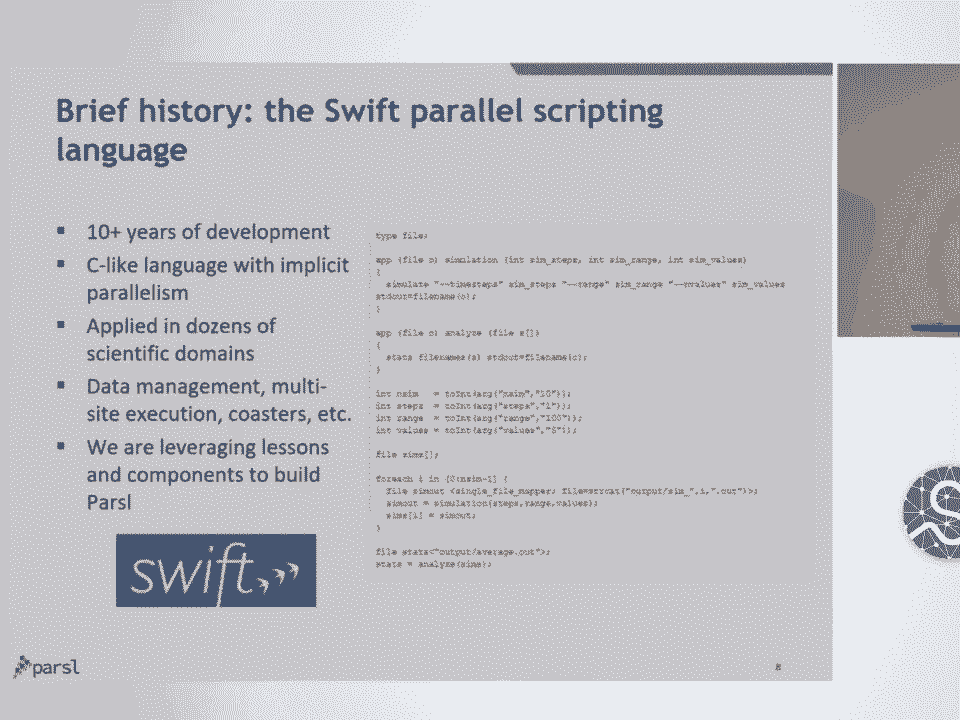 Brief history: the Swift parallel scripting
language
▪ 10+ years of development
▪ C-like language with implicit
parallelism
▪ Applied in dozens of
scientific domains
▪ Data management, multi-
site execution, coasters, etc.
▪ We are leveraging lessons
and components to build
Parsl
type file;
app (file o) simulation (int sim_steps, int sim_range, int sim_values)
{
simulate "--timesteps" sim_steps "--range" sim_range "--nvalues" sim_values
stdout=filename(o);
}
app (file o) analyze (file s[])
{
stats filenames(s) stdout=filename(o);
}
int nsim = toInt(arg("nsim","10"));
int steps = toInt(arg("steps","1"));
int range = toInt(arg("range","100"));
int values = toInt(arg("values","5"));
file sims[];
foreach i in [0:nsim-1] {
file simout <single_file_mapper; file=strcat("output/sim_",i,".out")>;
simout = simulation(steps,range,values);
sims[i] = simout;
}
file stats<"output/average.out">;
stats = analyze(sims);
swift
parsl
8
S